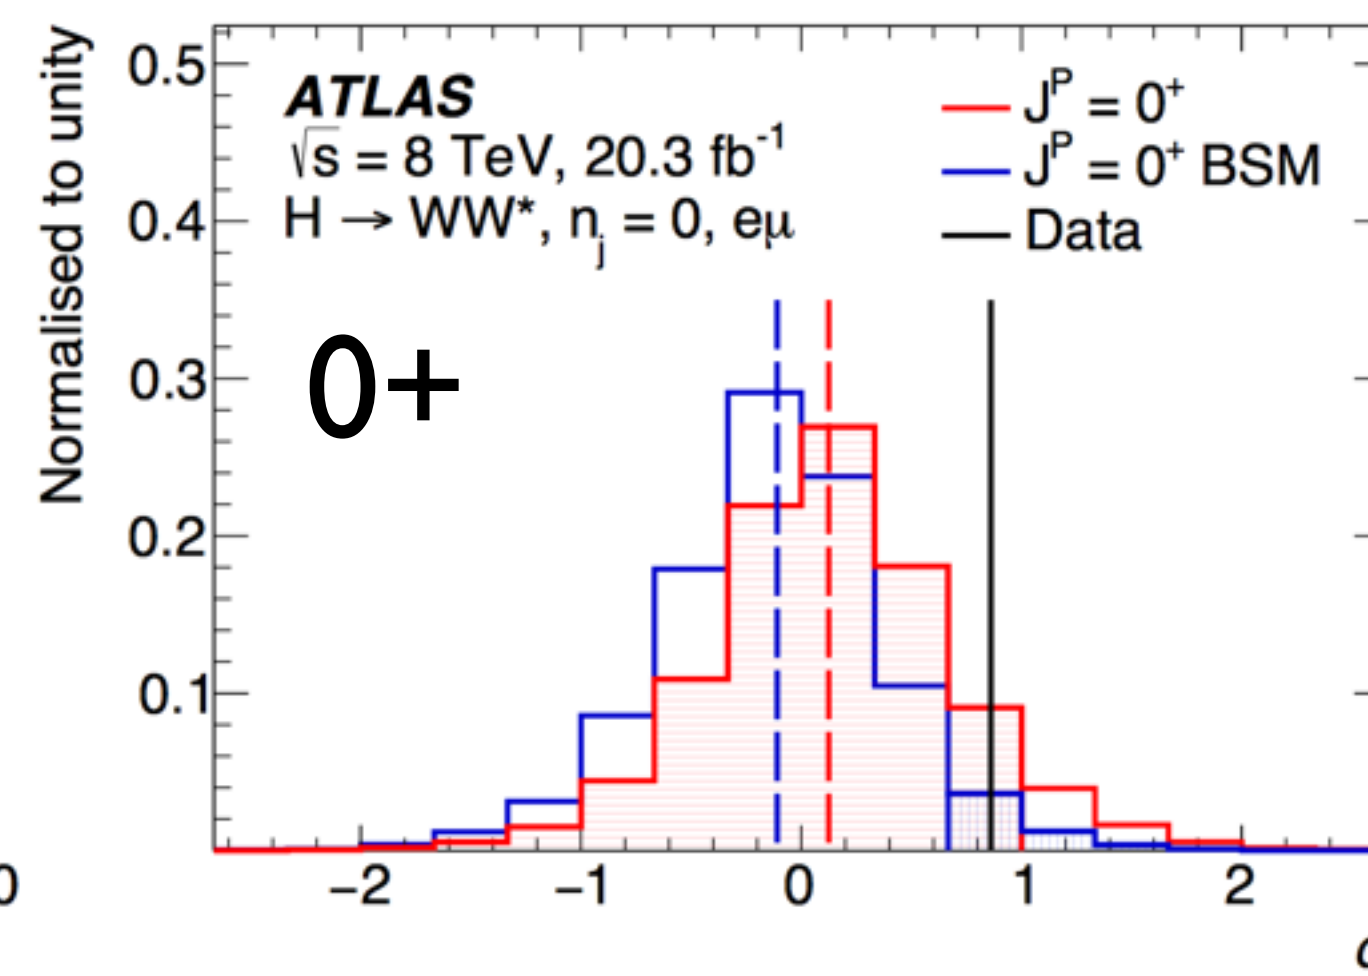 Normalised to unity
0.5
0.4
0.3
0.2
0.1
ATLAS
√s = 8 TeV, 20.3 fb⁻¹
H → WW*, nⱼ = 0, eμ
Jᴾ = 0⁺
Jᴾ = 0⁺ BSM
Data
0+
0
−2
−1
0
1
2